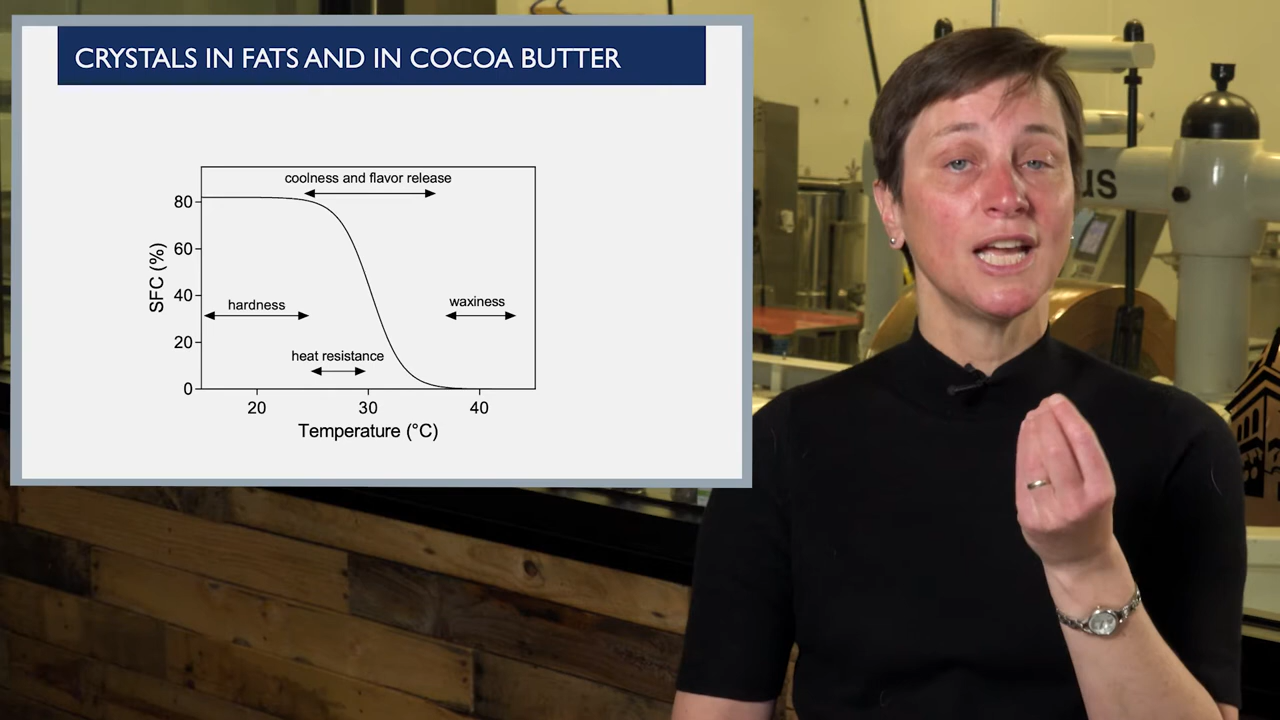 CRYSTALS IN FATS AND IN COCOA BUTTER
coolness and flavor release
80
60
SFC (%)
40
hardness
waxiness
20
heat resistance
0
20 30 40
Temperature (°C)
us